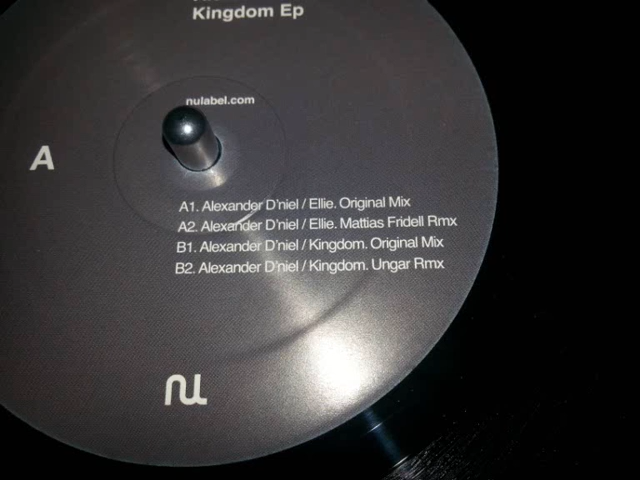 Kingdom Ep
nulabel.com
A
A1. Alexander D'niel / Ellie. Original Mix
A2. Alexander D'niel / Ellie. Mattias Fridell Rmx
B1. Alexander D'niel / Kingdom. Original Mix
B2. Alexander D'niel / Kingdom. Ungar Rmx
nu